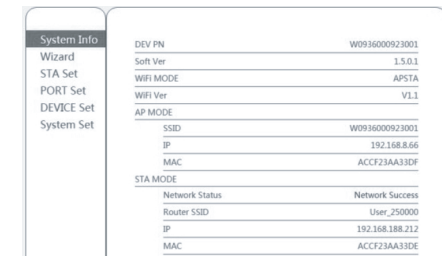 System Info
Wizard
STA Set
PORT Set
DEVICE Set
System Set
DEV PN W0936000923001
Soft Ver 1.5.0.1
WiFi MODE APSTA
WiFi Ver V1.1
AP MODE
SSID W0936000923001
IP 192.168.8.66
MAC ACCF23AA33DF
STA MODE
Network Status Network Success
Router SSID User_250000
IP 192.168.188.212
MAC ACCF23AA33DE